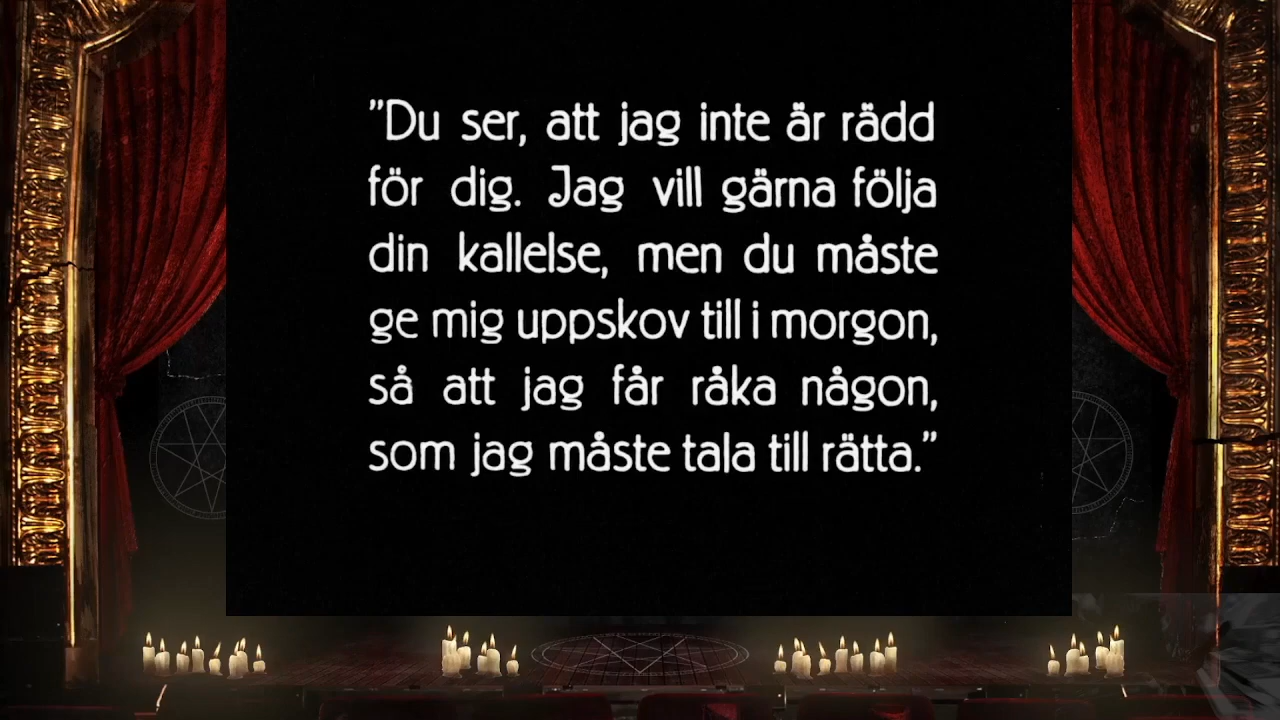 ”Du ser, att jag inte är rädd
för dig. Jag vill gärna följa
din kallelse, men du måste
ge mig uppskov till i morgon,
så att jag får råka någon,
som jag måste tala till rätta.”